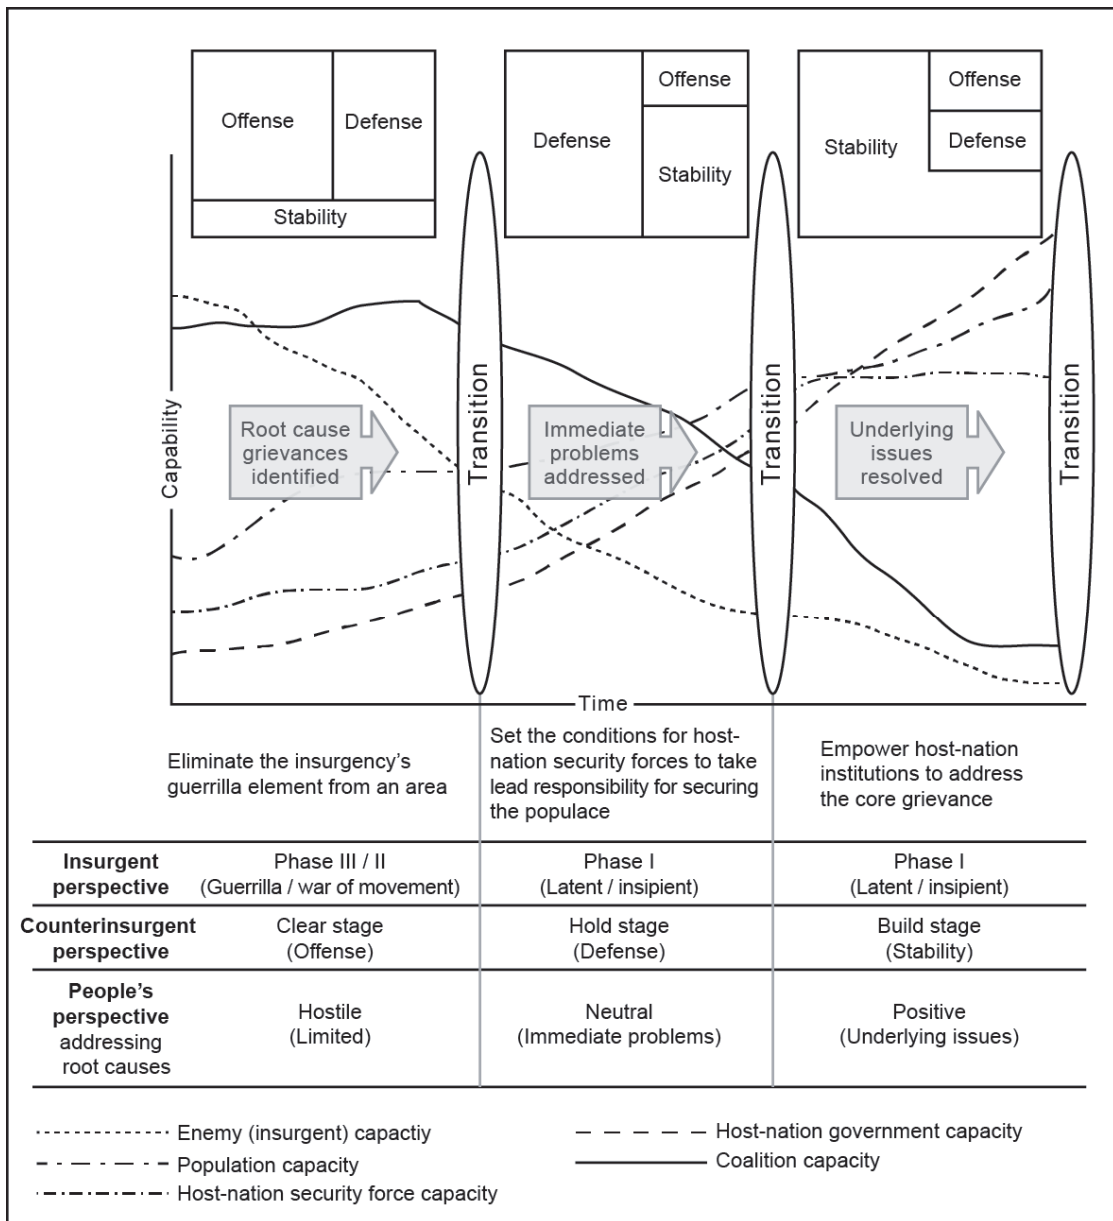 Offense
Defense
Stability
Defense
Offense
Stability
Stability
Offense
Defense
Capability
Root cause
grievances
identified
Transition
Immediate
problems
addressed
Transition
Underlying
issues
resolved
Transition
Time
Eliminate the insurgency's
guerrilla element from an area
Set the conditions for host-
nation security forces to take
lead responsibility for securing
the populace
Empower host-nation
institutions to address
the core grievance
Insurgent
perspective
Phase III / II
(Guerrilla / war of movement)
Phase I
(Latent / insipient)
Phase I
(Latent / insipient)
Counterinsurgent
perspective
Clear stage
(Offense)
Hold stage
(Defense)
Build stage
(Stability)
People's
perspective
addressing
root causes
Hostile
(Limited)
Neutral
(Immediate problems)
Positive
(Underlying issues)
Enemy (insurgent) capactiy
Population capacity
Host-nation security force capacity
Host-nation government capacity
Coalition capacity